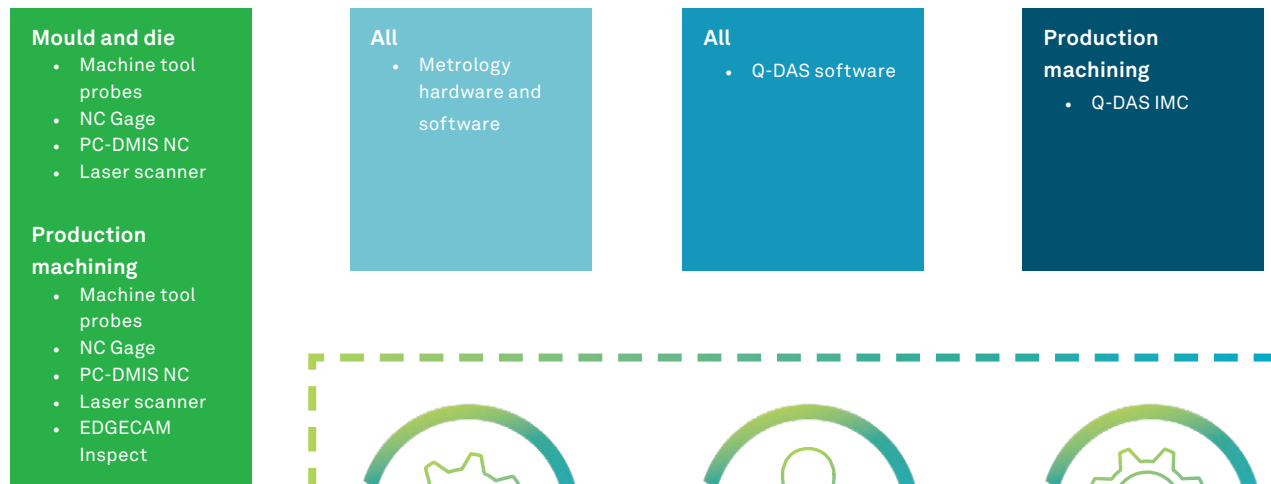 Mould and die
• Machine tool
probes
• NC Gage
• PC-DMIS NC
• Laser scanner
Production
machining
• Machine tool
probes
• NC Gage
• PC-DMIS NC
• Laser scanner
• EDGECAM
Inspect
All
• Metrology
hardware and
software
All
• Q-DAS software
Production
machining
• Q-DAS IMC